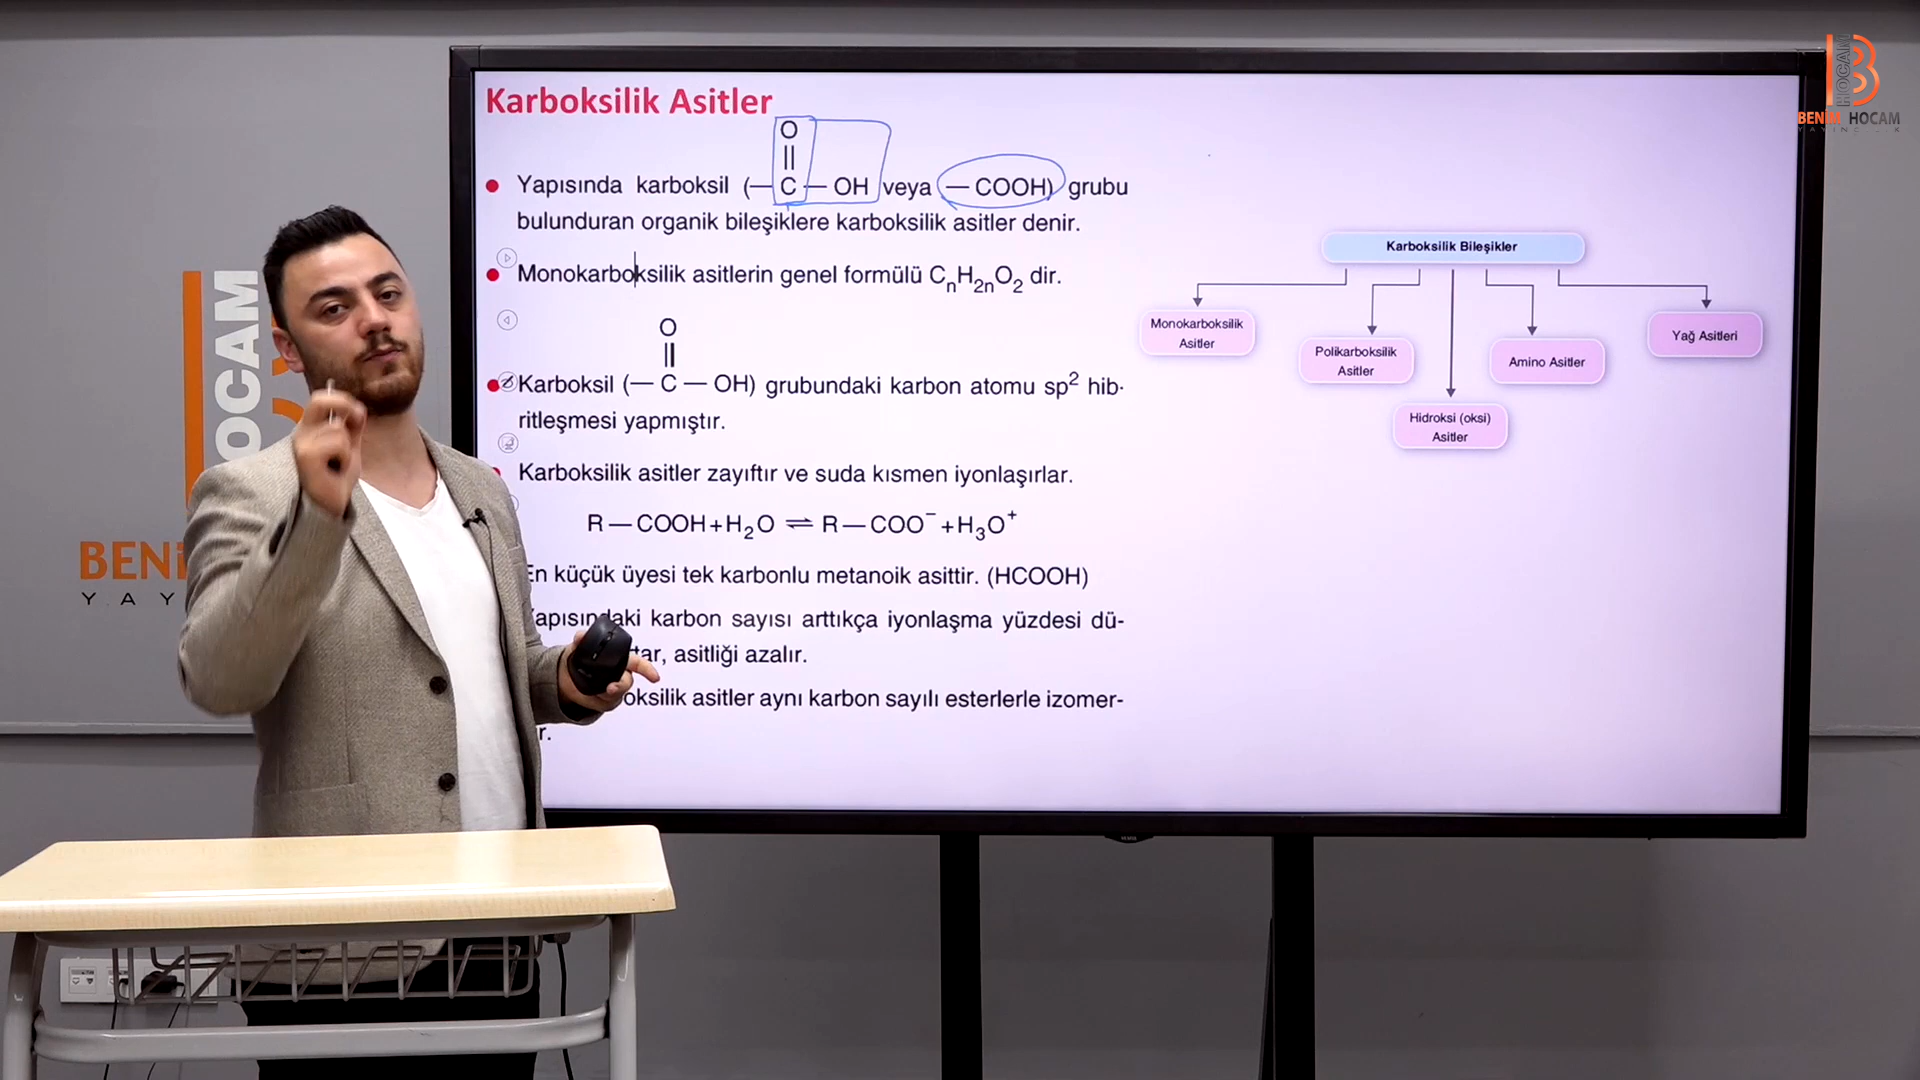 Karboksilik Asitler
O
||
Yapısında karboksil (— C — OH veya — COOH) grubu
bulunduran organik bileşiklere karboksilik asitler denir.
Monokarboksilik asitlerin genel formülü CnH2nO2 dir.
O
||
Karboksil (— C — OH) grubundaki karbon atomu sp2 hib-
ritleşmesi yapmıştır.
Karboksilik asitler zayıftır ve suda kısmen iyonlaşırlar.
R — COOH + H2O ⇌ R — COO− + H3O+
En küçük üyesi tek karbonlu metanoik asittir. (HCOOH)
karbon sayısı arttıkça iyonlaşma yüzdesi dü-
asitliği azalır.
asitler aynı karbon sayılı esterlerle izomer-
Karboksilik Bileşikler
Monokarboksilik
Asitler
Polikarboksilik
Asitler
Hidroksi (oksi)
Asitler
Amino Asitler
Yağ Asitleri
B HOCAM
BENİM HOCAM
YAYINCILIK
HOCAM
BENİ
YAY